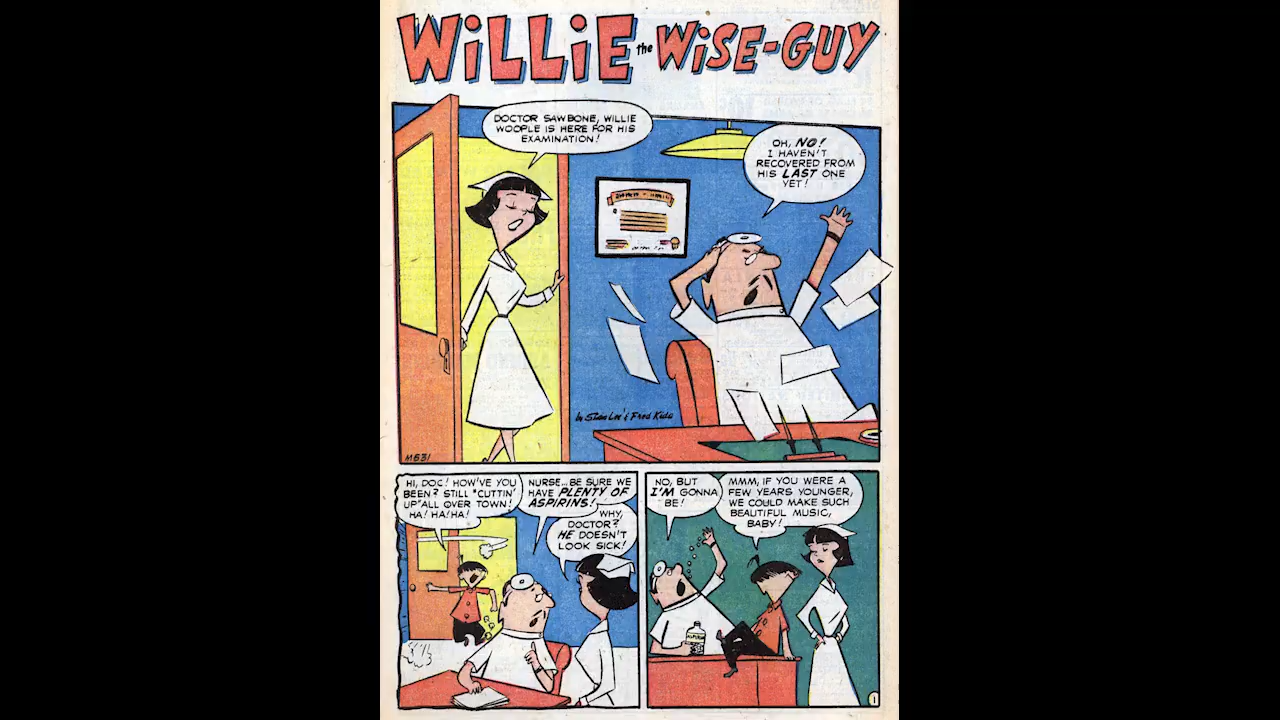 WiLLiE the WiSE-GUY
DOCTOR SAWBONE, WILLIE
WOOPLE IS HERE FOR HIS
EXAMINATION!
OH, NO!
I HAVEN'T
RECOVERED FROM
HIS LAST ONE
YET!
by Stan Lee & Fred Kida
M631
HI, DOC! HOW'VE YOU
BEEN? STILL "CUTTIN'
UP" ALL OVER TOWN!
HA! HA! HA!
NURSE... BE SURE WE
HAVE PLENTY OF
ASPIRINS!
WHY,
DOCTOR?
HE DOESN'T
LOOK SICK!
NO, BUT
I'M GONNA
BE!
MMM, IF YOU WERE A
FEW YEARS YOUNGER,
WE COULD MAKE SUCH
BEAUTIFUL MUSIC,
BABY!
ASPIRIN
1